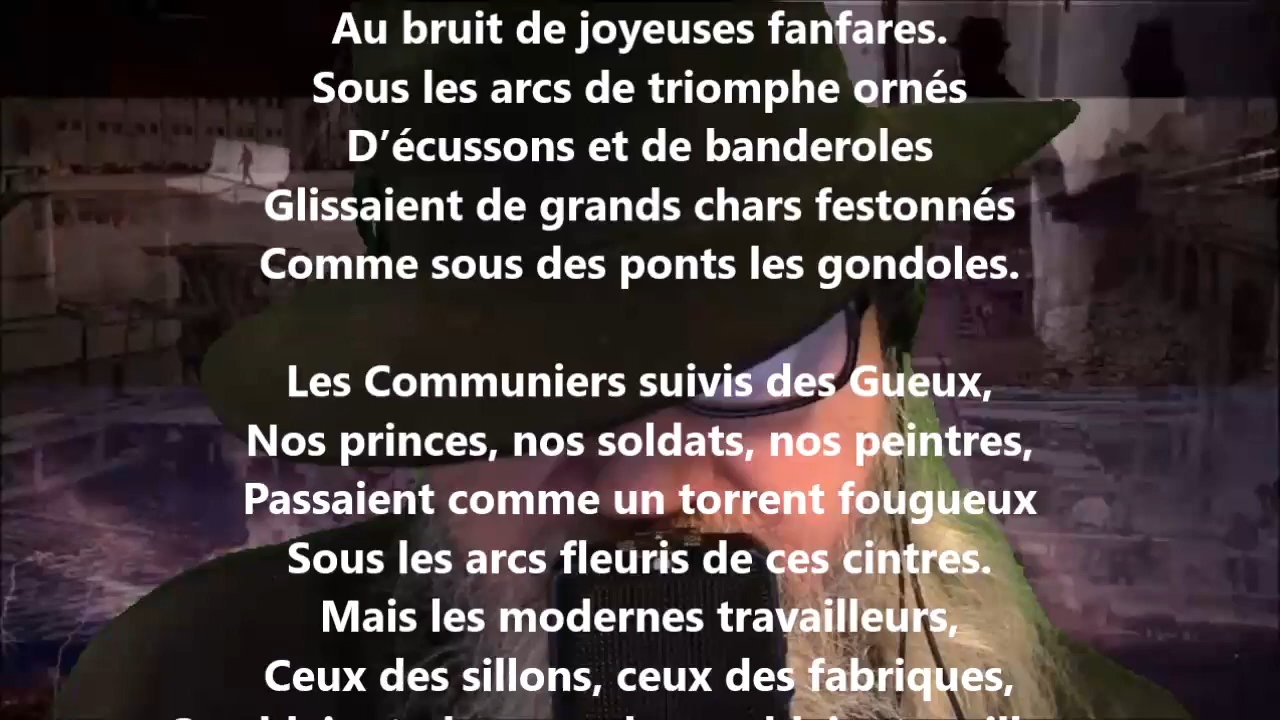 Au bruit de joyeuses fanfares.
Sous les arcs de triomphe ornés
D’écussons et de banderoles
Glissaient de grands chars festonnés
Comme sous des ponts les gondoles.
Les Communiers suivis des Gueux,
Nos princes, nos soldats, nos peintres,
Passaient comme un torrent fougueux
Sous les arcs fleuris de ces cintres.
Mais les modernes travailleurs,
Ceux des sillons, ceux des fabriques,